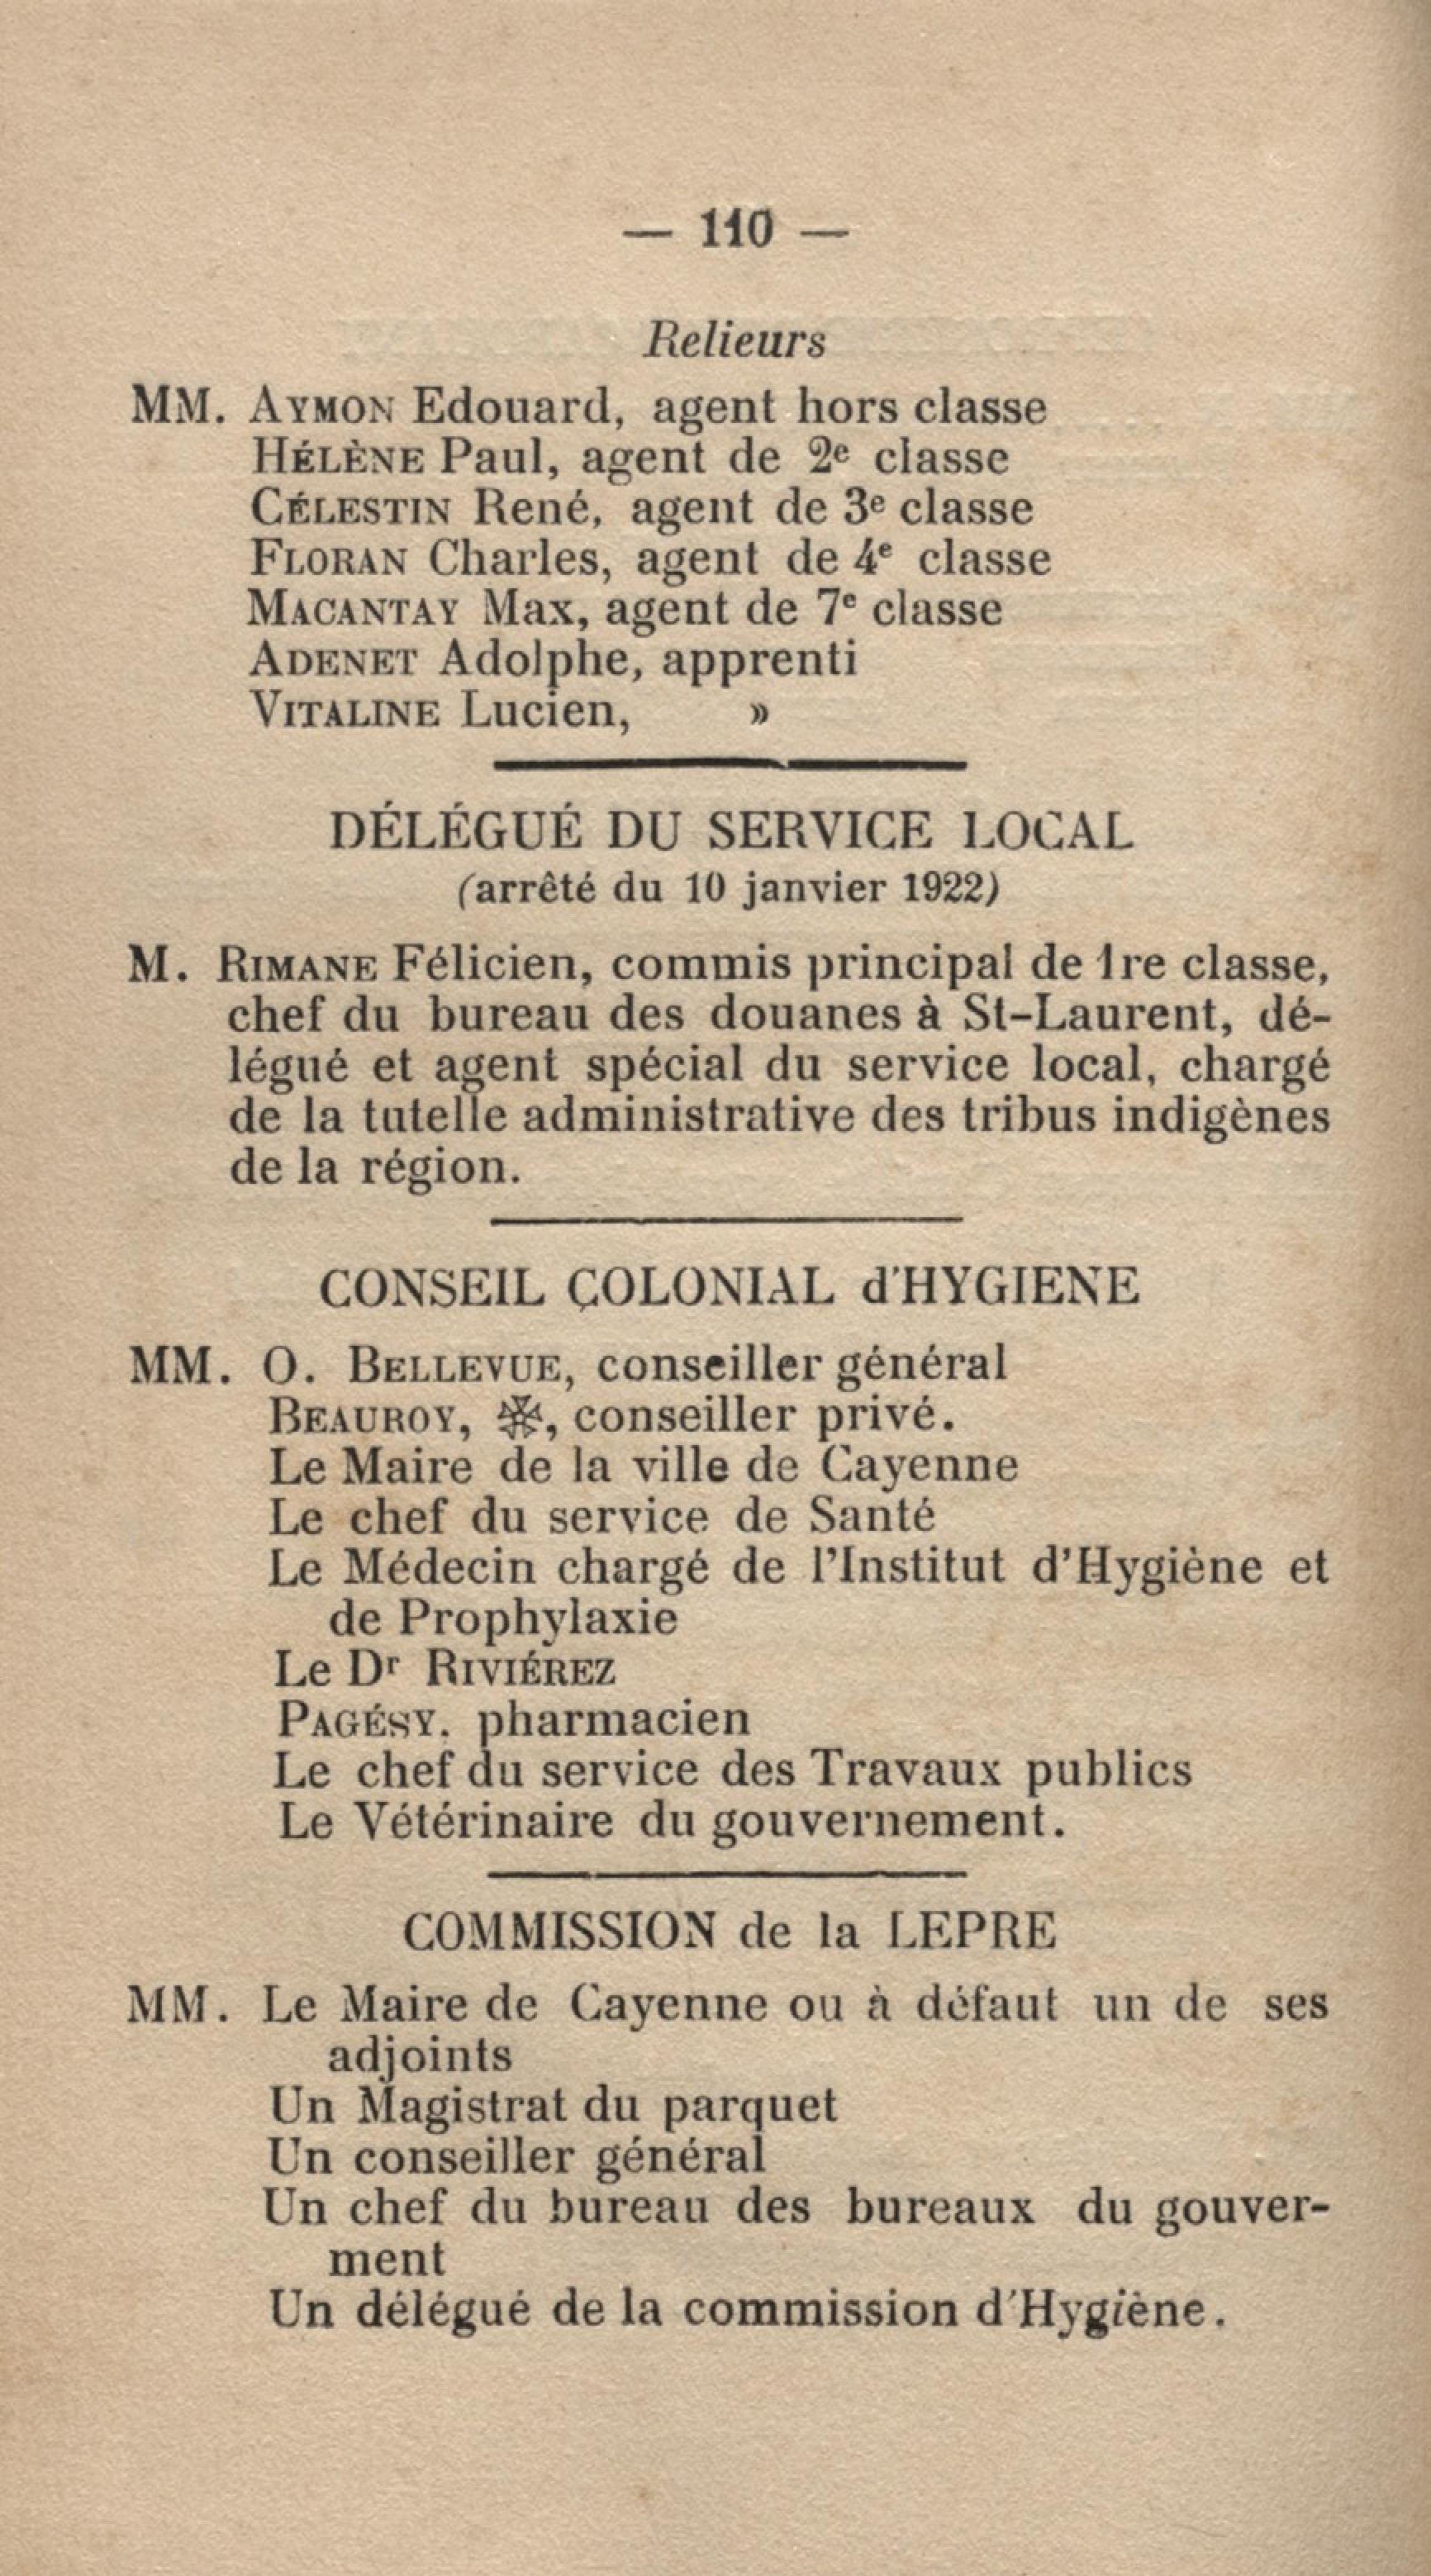 — 110 —
Relieurs
MM. AYMON Edouard, agent hors classe
HÉLÈNE Paul, agent de 2e classe
CÉLESTIN René, agent de 3e classe
FLORAN Charles, agent de 4e classe
MACANTAY Max, agent de 7e classe
ADENET Adolphe, apprenti
VITALINE Lucien, »
DÉLÉGUÉ DU SERVICE LOCAL
(arrêté du 10 janvier 1922)
M. RIMANE Félicien, commis principal de 1re classe,
chef du bureau des douanes à St-Laurent, dé-
légué et agent spécial du service local, chargé
de la tutelle administrative des tribus indigènes
de la région.
CONSEIL COLONIAL d'HYGIENE
MM. O. BELLEVUE, conseiller général
BEAUROY, ✠, conseiller privé.
Le Maire de la ville de Cayenne
Le chef du service de Santé
Le Médecin chargé de l'Institut d'Hygiène et
de Prophylaxie
Le Dr RIVIÉREZ
PAGÉSY. pharmacien
Le chef du service des Travaux publics
Le Vétérinaire du gouvernement.
COMMISSION de la LEPRE
MM. Le Maire de Cayenne ou à défaut un de ses
adjoints
Un Magistrat du parquet
Un conseiller général
Un chef du bureau des bureaux du gouver-
ment
Un délégué de la commission d'Hygiène.